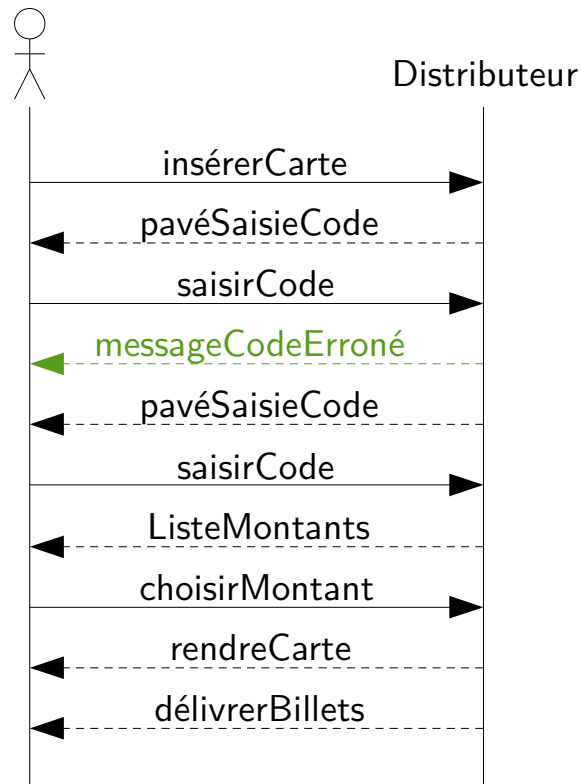 Distributeur
insérerCarte
pavéSaisieCode
saisirCode
messageCodeErroné
pavéSaisieCode
saisirCode
ListeMontants
choisirMontant
rendreCarte
délivrerBillets